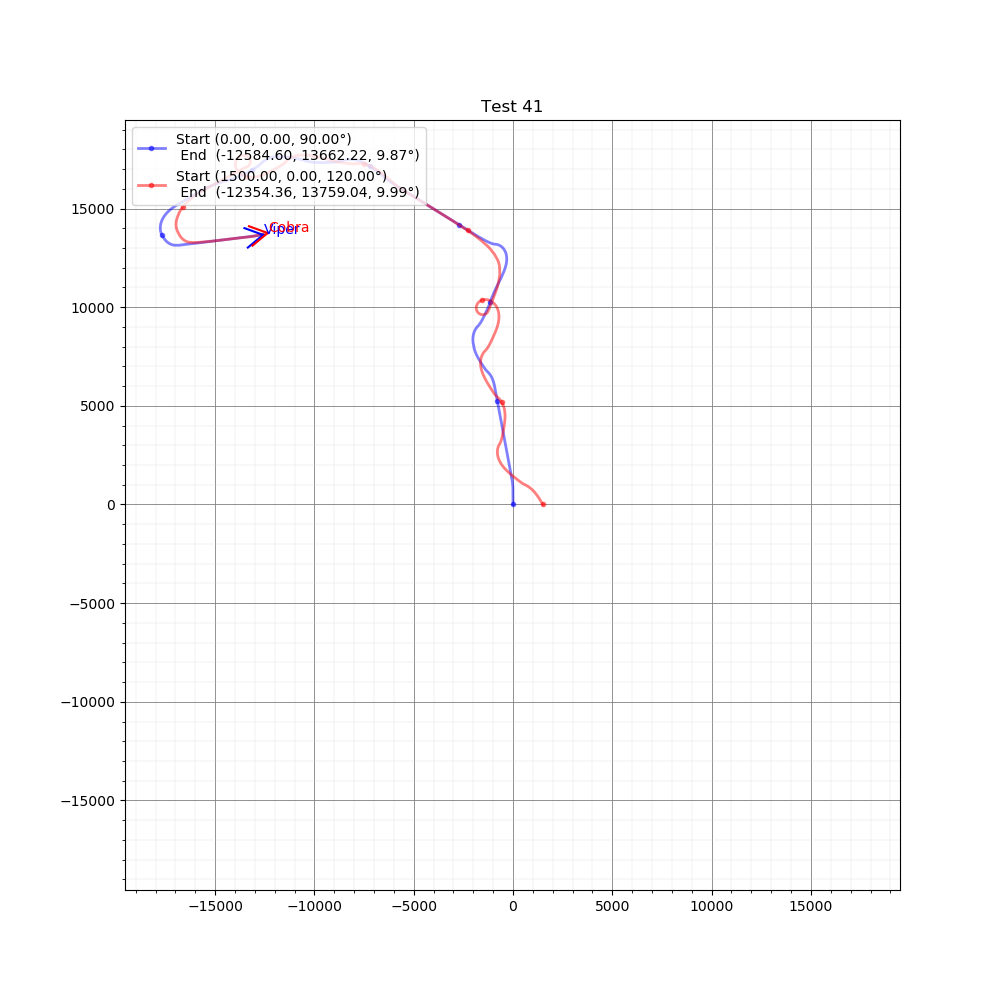 Test 41
Start (0.00, 0.00, 90.00°)
End  (-12584.60, 13662.22, 9.87°)
Start (1500.00, 0.00, 120.00°)
End  (-12354.36, 13759.04, 9.99°)
Cobra
Viper
15000
10000
5000
0
−5000
−10000
−15000
−15000 −10000 −5000 0 5000 10000 15000